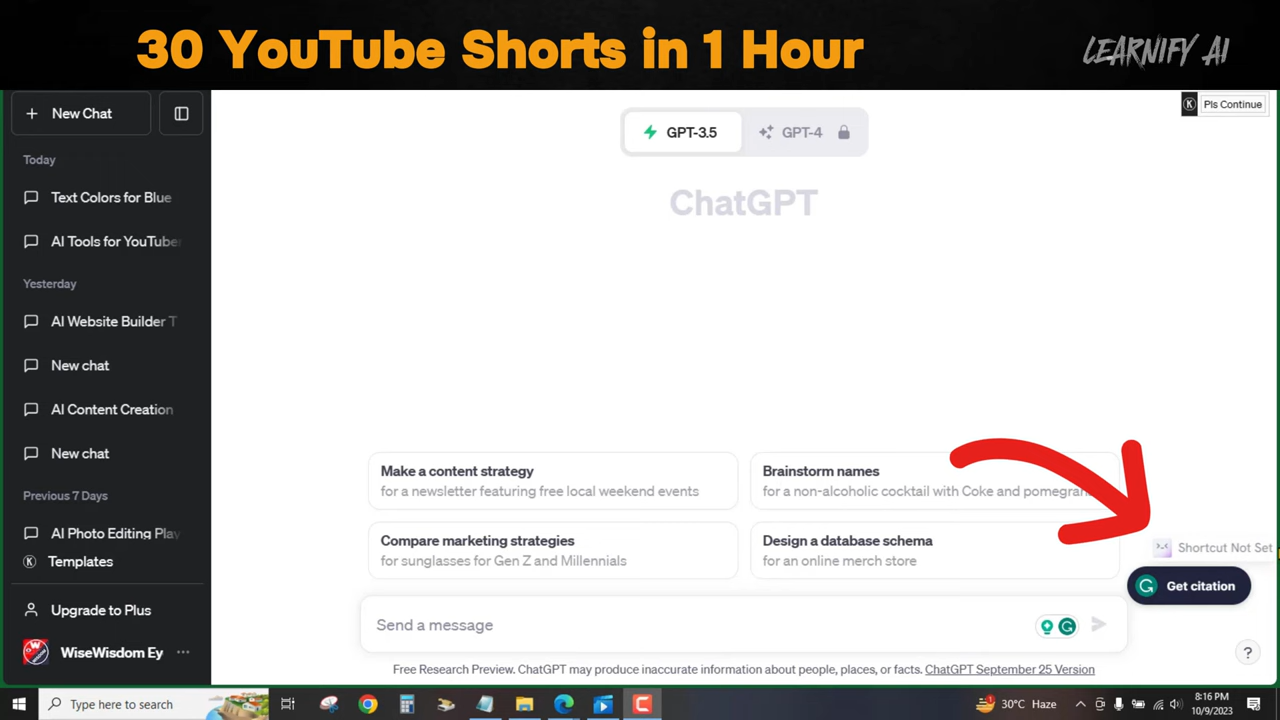 30 YouTube Shorts in 1 Hour
LEARNIFY AI
New Chat
Today
Text Colors for Blue
AI Tools for YouTube
Yesterday
AI Website Builder T
New chat
AI Content Creation
New chat
Previous 7 Days
AI Photo Editing Play
Templates
Upgrade to Plus
WiseWisdom Ey
K Pls Continue
GPT-3.5
GPT-4
ChatGPT
Make a content strategy
for a newsletter featuring free local weekend events
Brainstorm names
for a non-alcoholic cocktail with Coke and pomegran
Compare marketing strategies
for sunglasses for Gen Z and Millennials
Design a database schema
for an online merch store
Shortcut Not Set
Get citation
Send a message
Free Research Preview. ChatGPT may produce inaccurate information about people, places, or facts. ChatGPT September 25 Version
?
Type here to search
30°C Haze
8:16 PM
10/9/2023